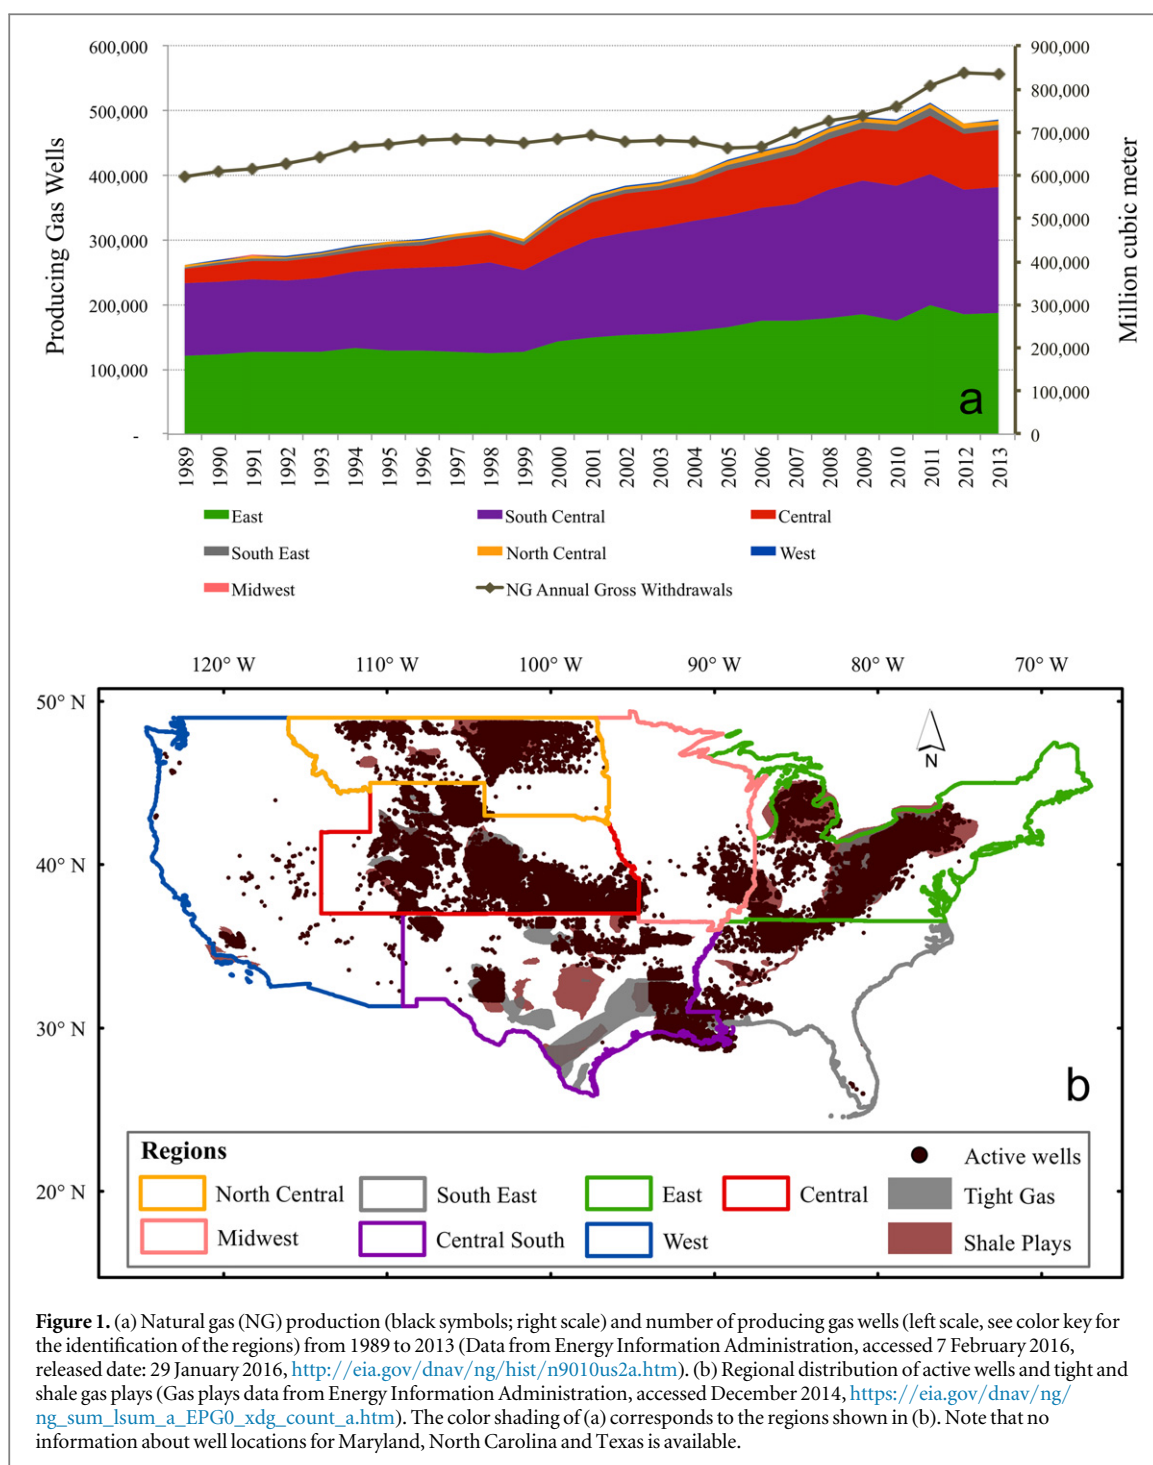 600,000
500,000
400,000
300,000
200,000
100,000
-
Producing Gas Wells
900,000
800,000
700,000
600,000
500,000
400,000
300,000
200,000
100,000
0
Million cubic meter
a
1989 1990 1991 1992 1993 1994 1995 1996 1997 1998 1999 2000 2001 2002 2003 2004 2005 2006 2007 2008 2009 2010 2011 2012 2013
East South Central Central
South East North Central West
Midwest NG Annual Gross Withdrawals
120° W 110° W 100° W 90° W 80° W 70° W
50° N
40° N
30° N
20° N
N
b
Regions
North Central South East East Central
Midwest Central South West
Active wells
Tight Gas
Shale Plays
Figure 1. (a) Natural gas (NG) production (black symbols; right scale) and number of producing gas wells (left scale, see color key for
the identification of the regions) from 1989 to 2013 (Data from Energy Information Administration, accessed 7 February 2016,
released date: 29 January 2016, http://eia.gov/dnav/ng/hist/n9010us2a.htm). (b) Regional distribution of active wells and tight and
shale gas plays (Gas plays data from Energy Information Administration, accessed December 2014, https://eia.gov/dnav/ng/
ng_sum_lsum_a_EPG0_xdg_count_a.htm). The color shading of (a) corresponds to the regions shown in (b). Note that no
information about well locations for Maryland, North Carolina and Texas is available.